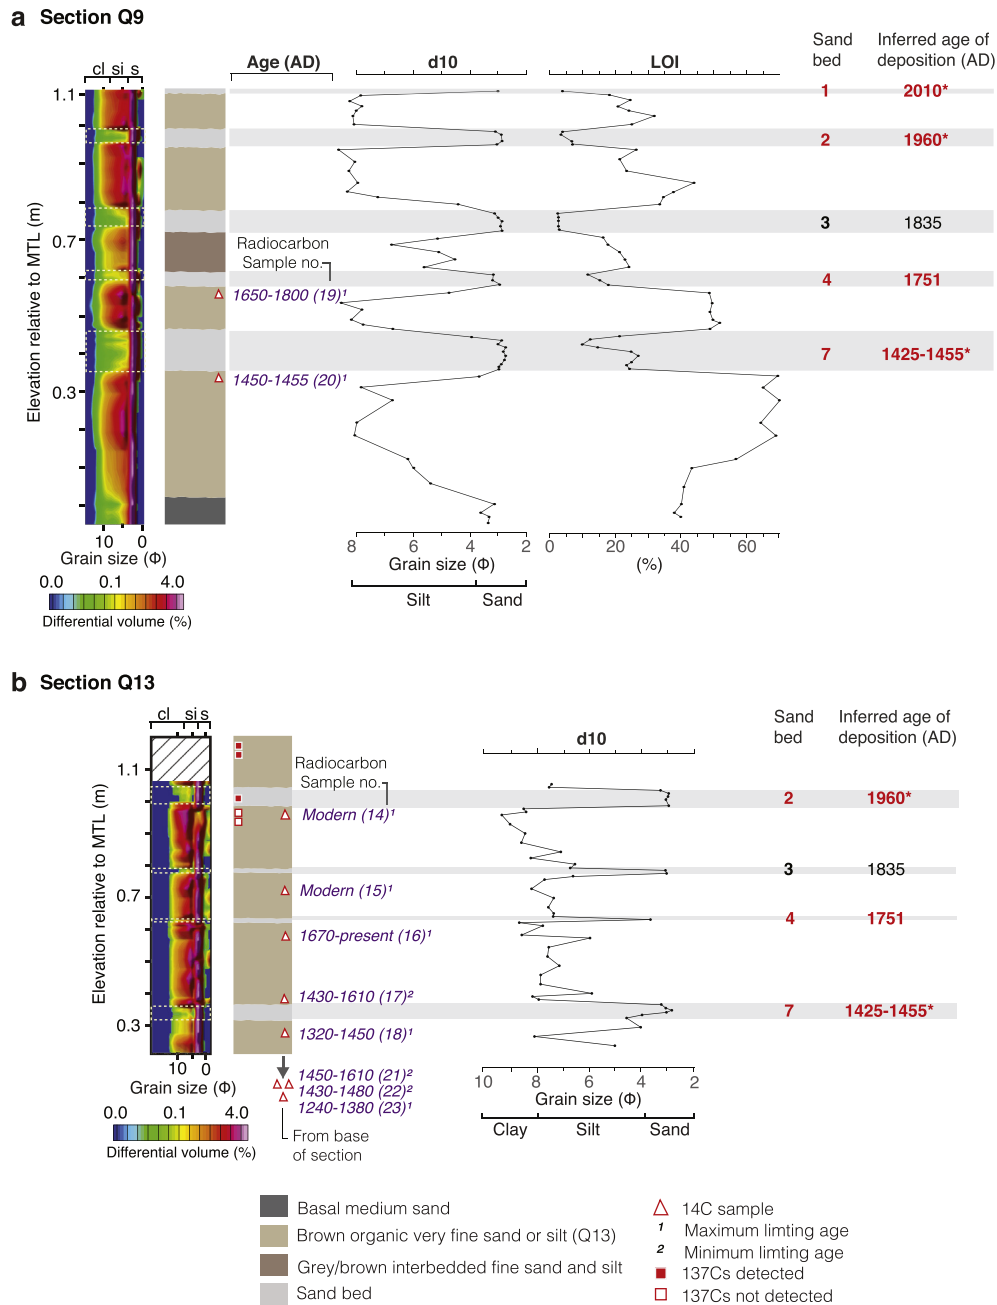 a Section Q9
Sand bed
Inferred age of deposition (AD)
cl si s
Age (AD)
d10
LOI
1.1
0.7
0.3
Elevation relative to MTL (m)
1 2010*
2 1960*
3 1835
4 1751
7 1425-1455*
Radiocarbon
Sample no.
1650-1800 (19)¹
1450-1455 (20)¹
10 0
Grain size (Φ)
0.0 0.1 4.0
Differential volume (%)
8 6 4 2
Grain size (Φ)
Silt Sand
0 20 40 60
(%)
b Section Q13
Sand bed
Inferred age of deposition (AD)
cl si s
d10
1.1
0.7
0.3
Elevation relative to MTL (m)
Radiocarbon
Sample no.
Modern (14)¹
Modern (15)¹
1670-present (16)¹
1430-1610 (17)²
1320-1450 (18)¹
1450-1610 (21)²
1430-1480 (22)²
1240-1380 (23)¹
From base
of section
2 1960*
3 1835
4 1751
7 1425-1455*
10 0
Grain size (Φ)
0.0 0.1 4.0
Differential volume (%)
10 8 6 4 2
Grain size (Φ)
Clay Silt Sand
Basal medium sand
Brown organic very fine sand or silt (Q13)
Grey/brown interbedded fine sand and silt
Sand bed
14C sample
1 Maximum limting age
2 Minimum limting age
137Cs detected
137Cs not detected